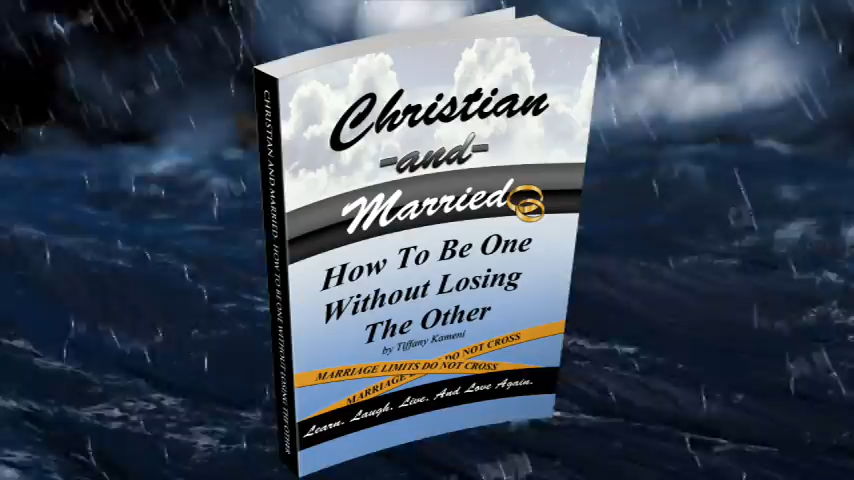 Christian
-and-
Married
How To Be One
Without Losing
The Other
by Tiffany Kameni
DO NOT CROSS
MARRIAGE LIMITS DO NOT CROSS
MARRIAGE
Learn. Laugh. Live. And Love Again.
CHRISTIAN AND MARRIED: HOW TO BE ONE WITHOUT LOSING THE OTHER